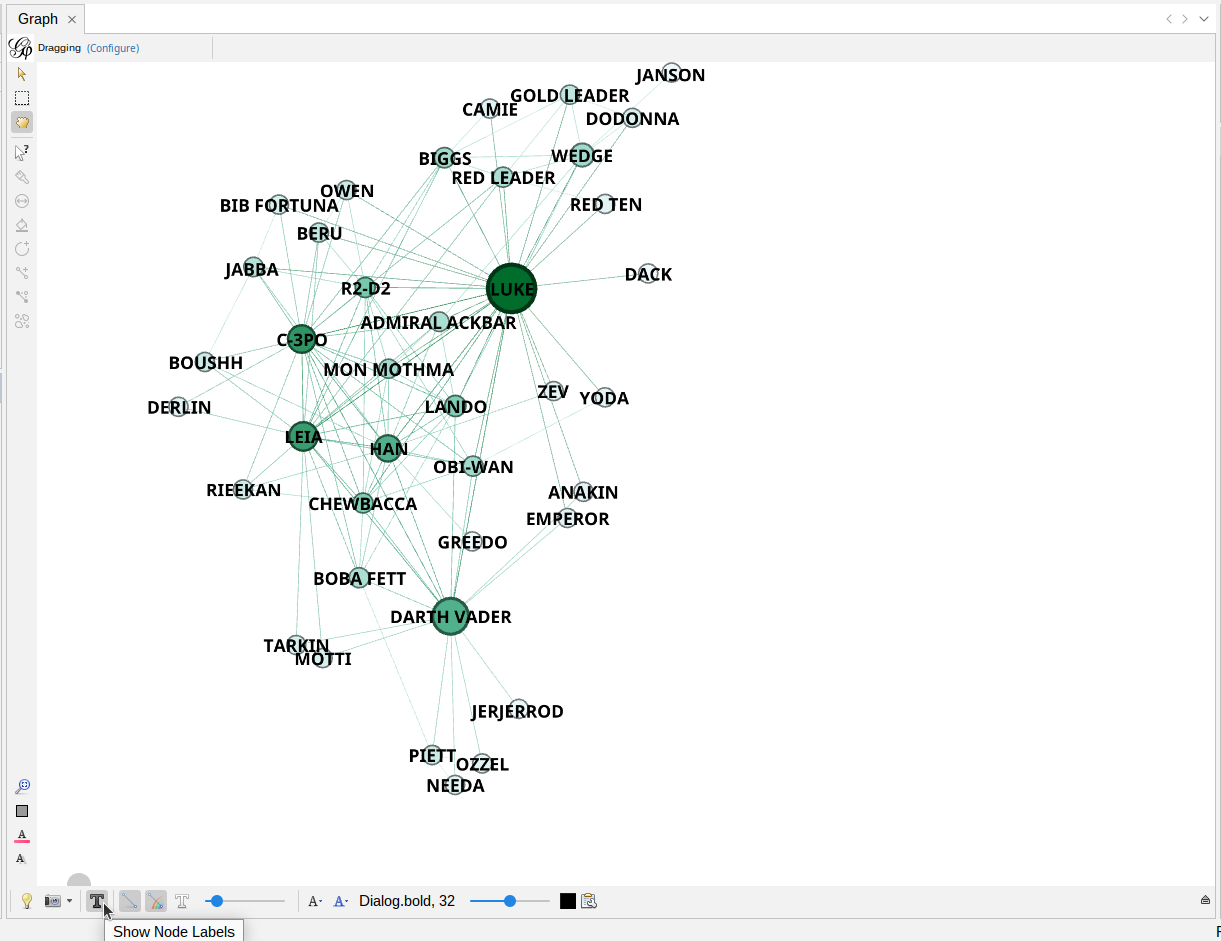 Graph
Dragging (Configure)
JANSON
GOLD LEADER
CAMIE
DODONNA
BIGGS
WEDGE
RED LEADER
OWEN
BIB FORTUNA
RED TEN
BERU
JABBA
DACK
R2-D2
LUKE
ADMIRAL ACKBAR
C-3PO
BOUSHH
MON MOTHMA
ZEV
YODA
DERLIN
LANDO
LEIA
HAN
OBI-WAN
RIEEKAN
ANAKIN
CHEWBACCA
EMPEROR
GREEDO
BOBA FETT
DARTH VADER
TARKIN
MOTTI
JERJERROD
PIETT
OZZEL
NEEDA
Dialog.bold, 32
Show Node Labels